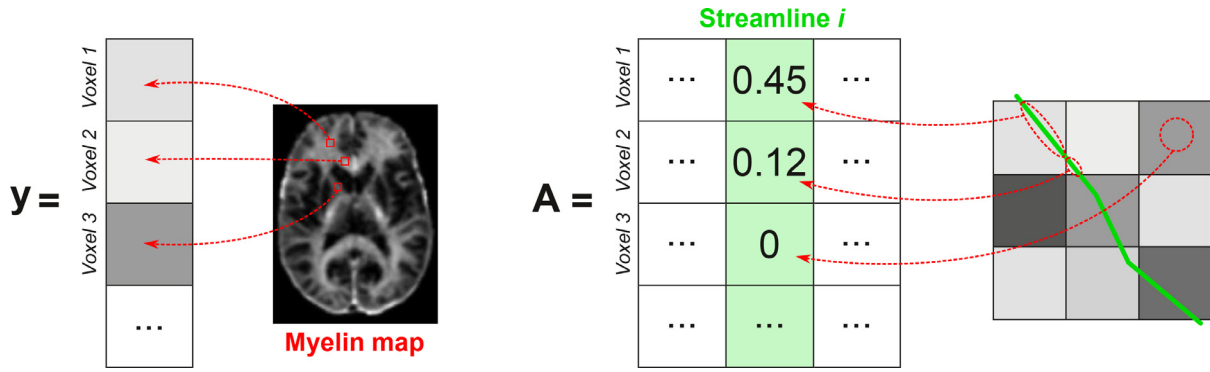 Streamline i
y =
Voxel 1
Voxel 2
Voxel 3
...
Myelin map
A =
Voxel 1
Voxel 2
Voxel 3
... 0.45 ...
... 0.12 ...
... 0 ...
... ... ...